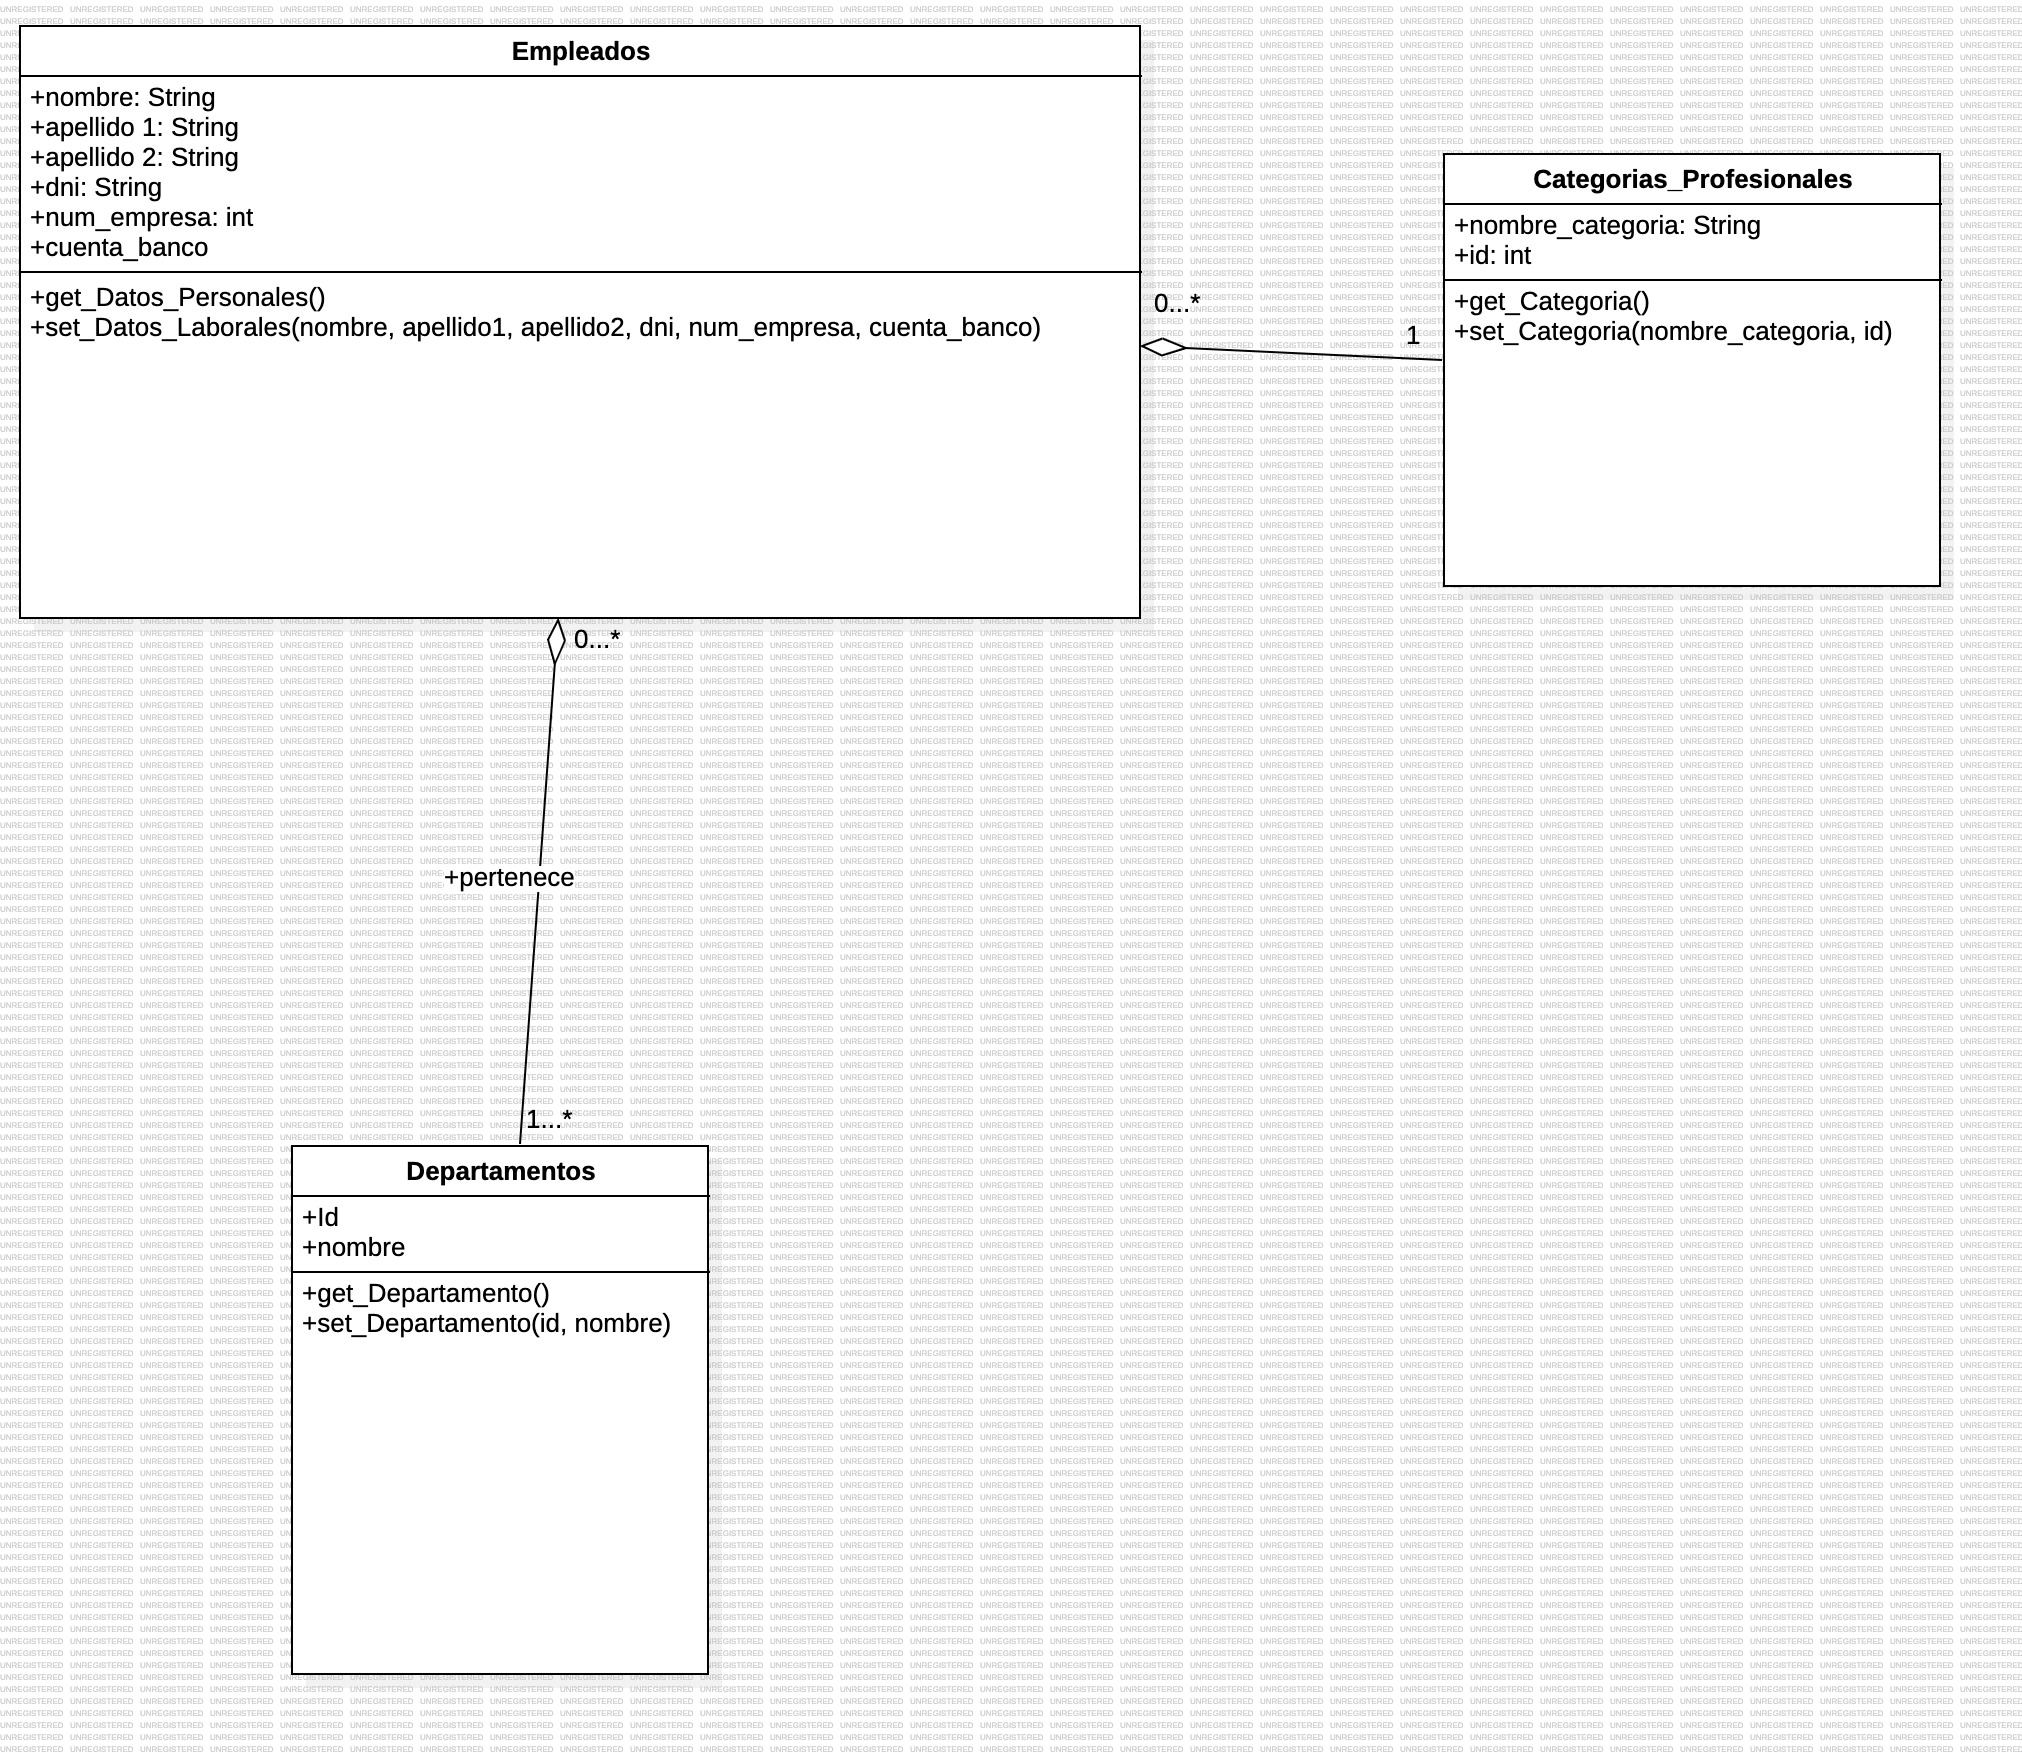 Empleados
+nombre: String
+apellido 1: String
+apellido 2: String
+dni: String
+num_empresa: int
+cuenta_banco
+get_Datos_Personales()
+set_Datos_Laborales(nombre, apellido1, apellido2, dni, num_empresa, cuenta_banco)
0...*
1
Categorias_Profesionales
+nombre_categoria: String
+id: int
+get_Categoria()
+set_Categoria(nombre_categoria, id)
0...*
+pertenece
1...*
Departamentos
+Id
+nombre
+get_Departamento()
+set_Departamento(id, nombre)
UNREGISTERED